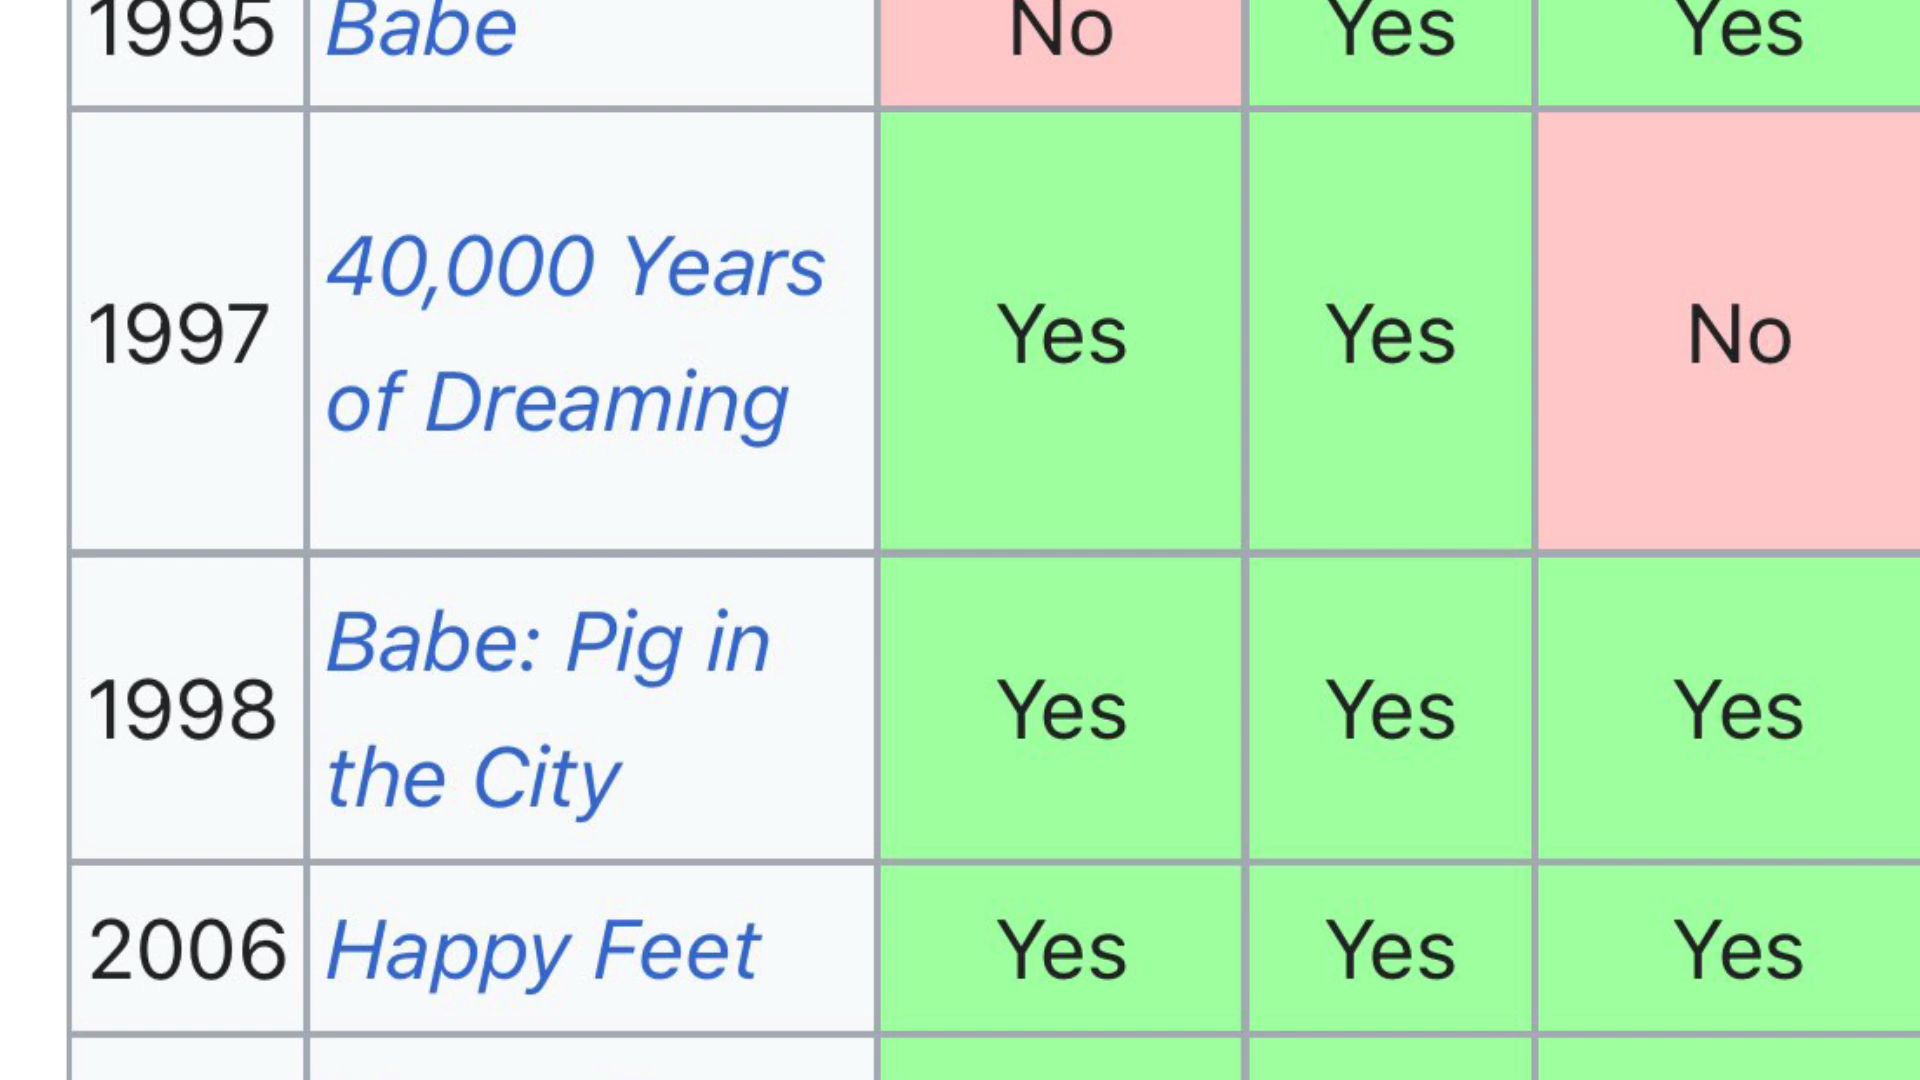 1995 Babe No Yes Yes
40,000 Years
1997 Yes Yes No
of Dreaming
Babe: Pig in
1998 Yes Yes Yes
the City
2006 Happy Feet Yes Yes Yes